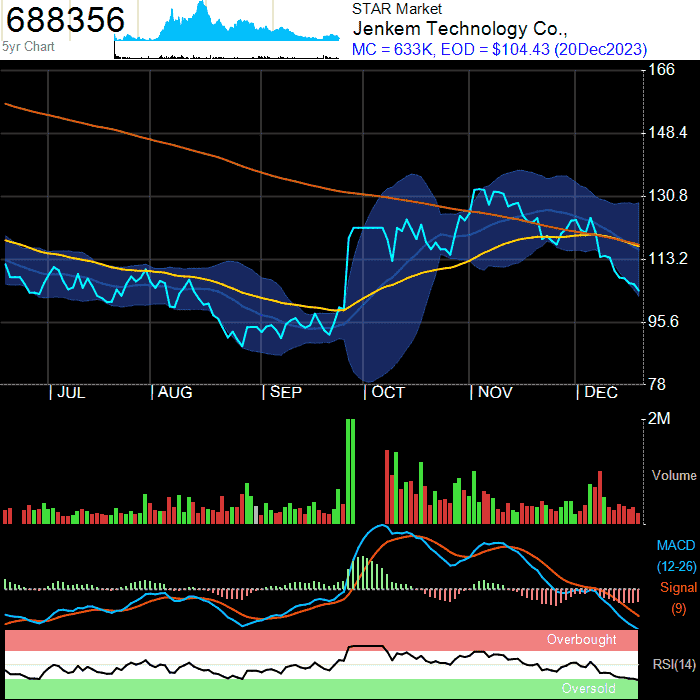 688356
5yr Chart
STAR Market
Jenkem Technology Co.,
MC = 633K, EOD = $104.43 (20Dec2023)
166
148.4
130.8
113.2
95.6
78
| JUL
| AUG
| SEP
| OCT
| NOV
| DEC
2M
Volume
MACD
(12-26)
Signal
(9)
Overbought
RSI(14)
Oversold